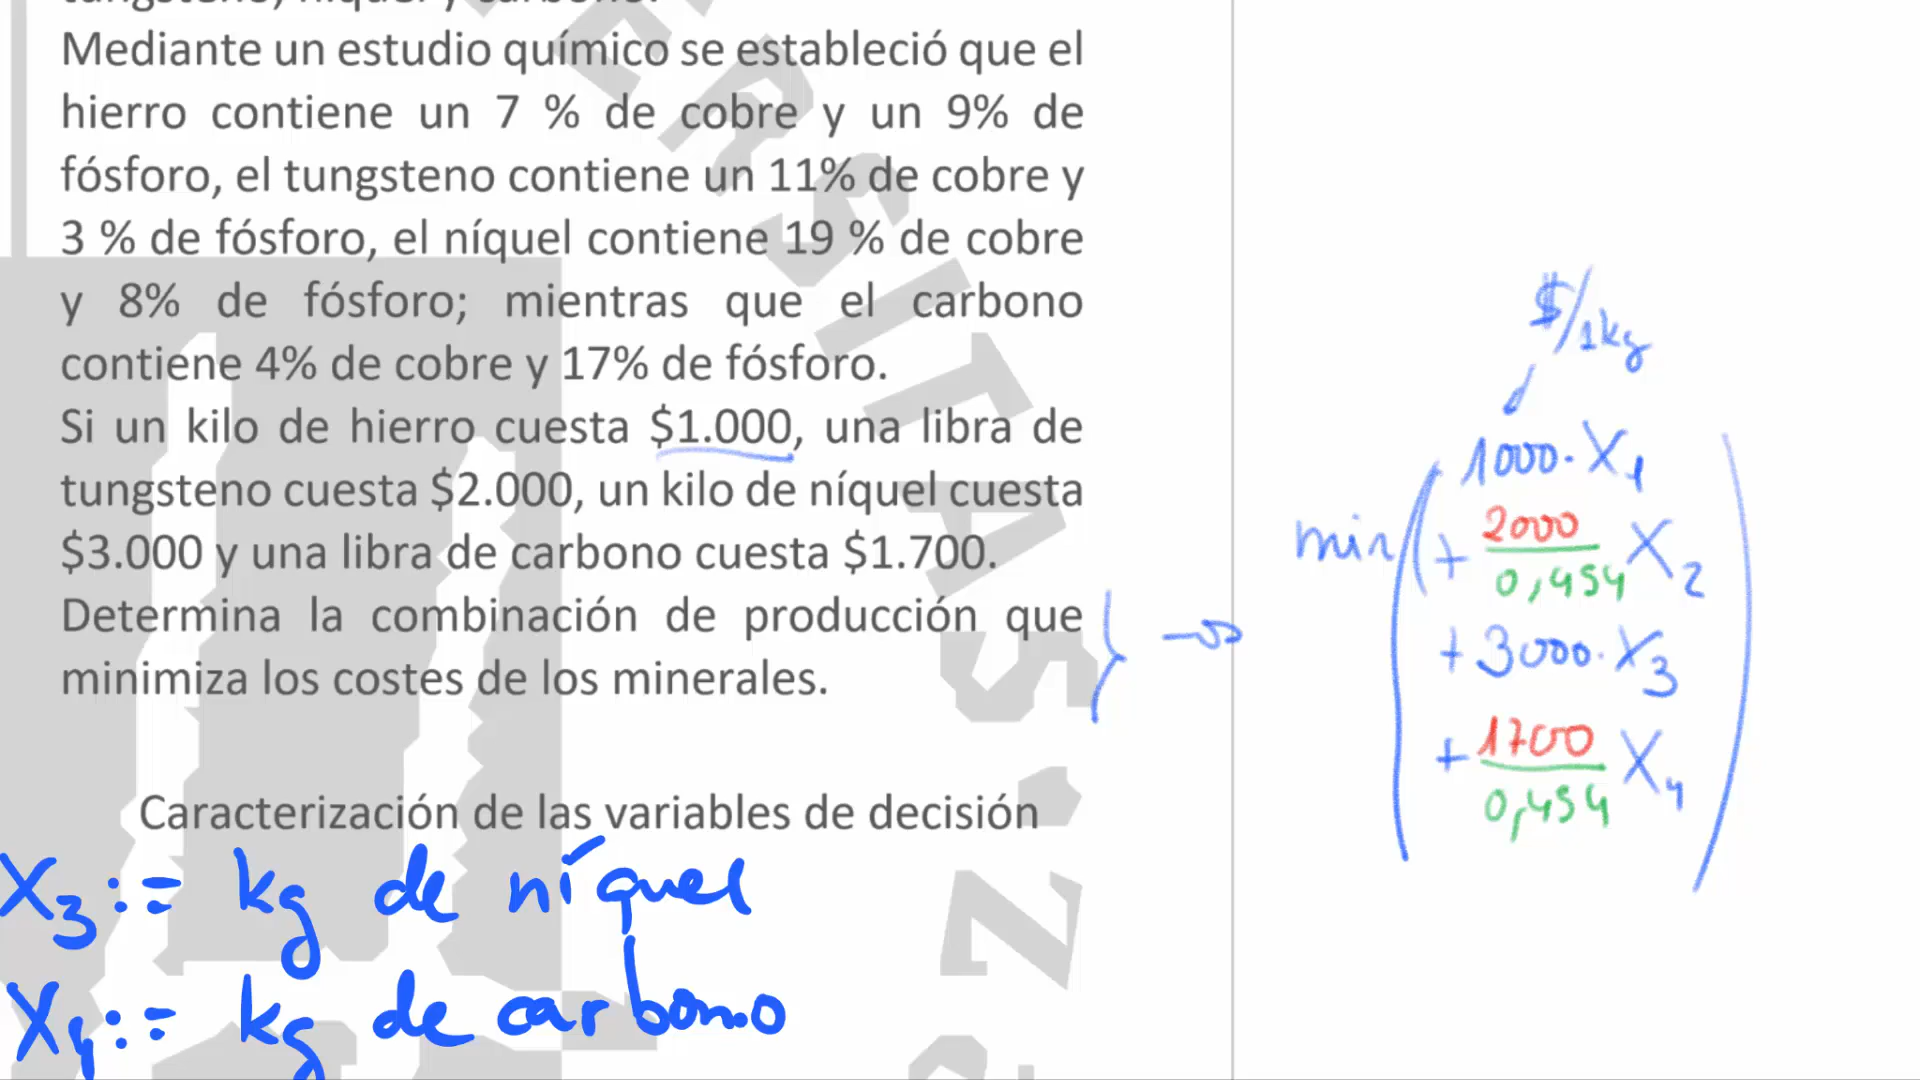 tungsteno, níquel y carbono.
Mediante un estudio químico se estableció que el
hierro contiene un 7 % de cobre y un 9% de
fósforo, el tungsteno contiene un 11% de cobre y
3 % de fósforo, el níquel contiene 19 % de cobre
y 8% de fósforo; mientras que el carbono
contiene 4% de cobre y 17% de fósforo.
Si un kilo de hierro cuesta $1.000, una libra de
tungsteno cuesta $2.000, un kilo de níquel cuesta
$3.000 y una libra de carbono cuesta $1.700.
Determina la combinación de producción que
minimiza los costes de los minerales.
Caracterización de las variables de decisión
X3 := kg de níquel
X4 := kg de carbono
$/1kg
1000·X1
min + 2000/0,454 X2
+ 3000·X3
+ 1700/0,454 X4
ERSITAS·Z